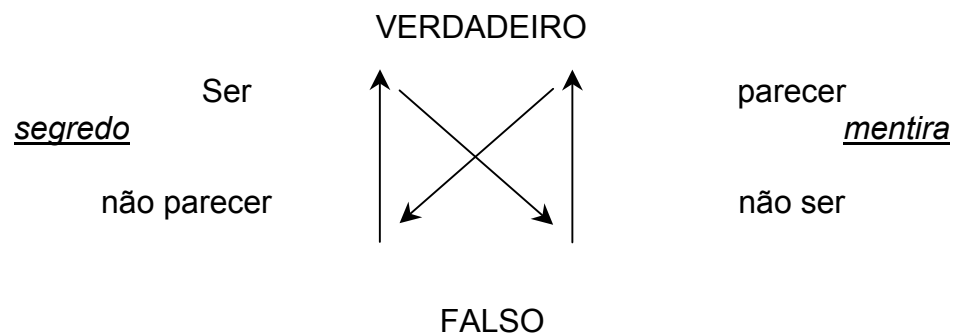 VERDADEIRO
Ser parecer
segredo mentira
não parecer não ser
FALSO